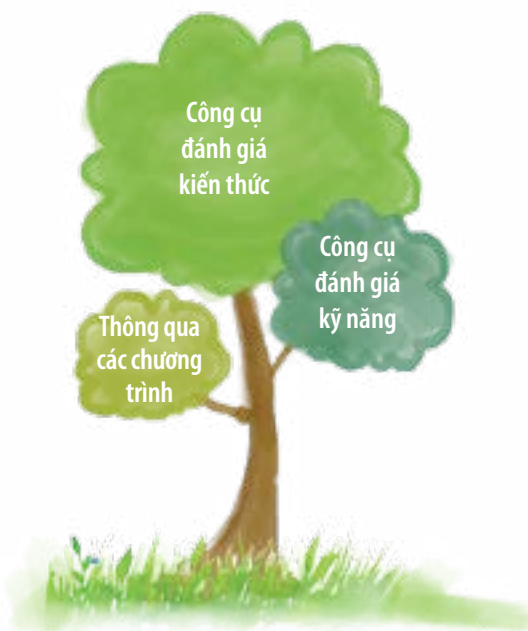 Công cụ
đánh giá
kiến thức
Công cụ
đánh giá
kỹ năng
Thông qua
các chương
trình